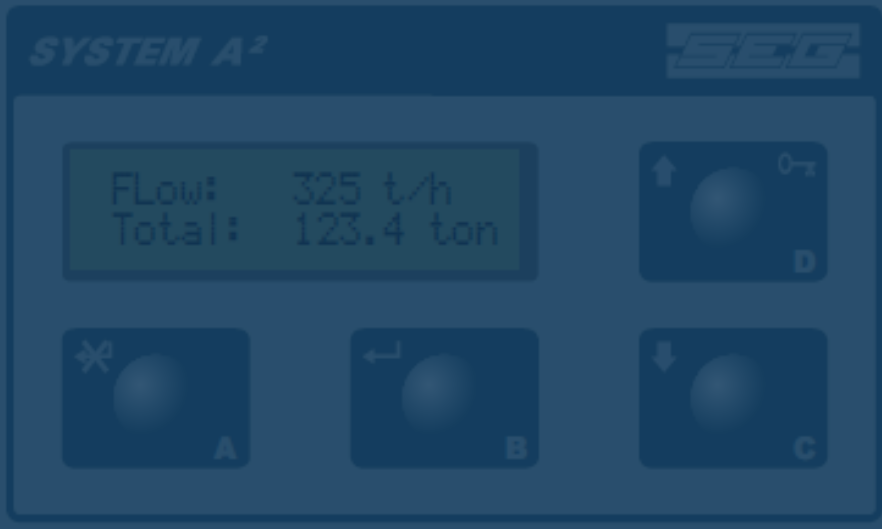 SYSTEM A²
SEG
FLow: 325 t/h
Total: 123.4 ton
D
A
B
C